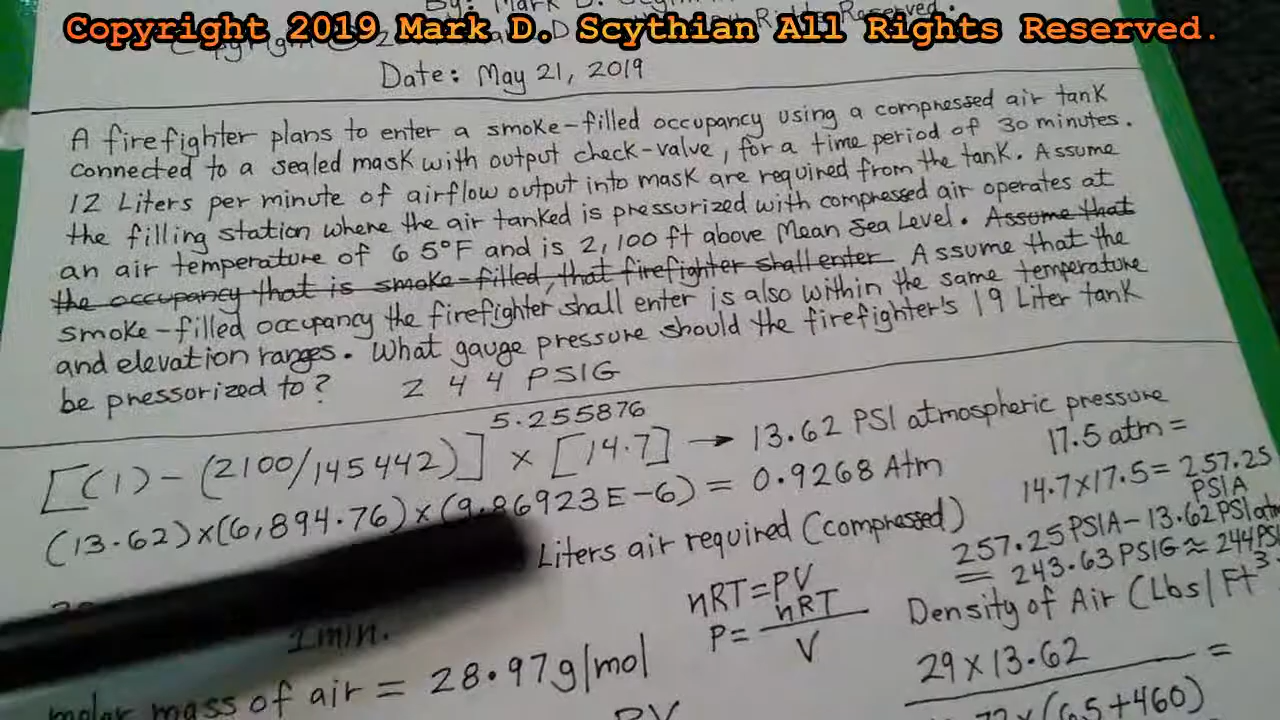 By: Mark D.
Copyright 2019 Mark D. Scythian All Rights Reserved.
Date: May 21, 2019
A firefighter plans to enter a smoke-filled occupancy using a compressed air tank
connected to a sealed mask with output check-valve, for a time period of 30 minutes.
12 Liters per minute of airflow output into mask are required from the tank. Assume
the filling station where the air tanked is pressurized with compressed air operates at
an air temperature of 65°F and is 2,100 ft above Mean Sea Level. Assume that
the occupancy that is smoke-filled, that firefighter shall enter Assume that the
smoke-filled occupancy the firefighter shall enter is also within the same temperature
and elevation ranges. What gauge pressure should the firefighter's 19 Liter tank
be pressorized to? 244 PSIG
5.255876
[(1) - (2100/145442)] × [14.7] → 13.62 PSI atmospheric pressure
(13.62)×(6,894.76)×(9.86923E-6) = 0.9268 Atm
17.5 atm =
14.7×17.5 = 257.25
PSIA
257.25 PSIA - 13.62 PSI atm
= 243.63 PSIG ≈ 244 PSI
Liters air required (compressed)
1 min.
nRT = PV
P = nRT
V
Density of Air (Lbs/Ft³
29 × 13.62 =
×(65+460)
molar mass of air = 28.97g/mol
PV